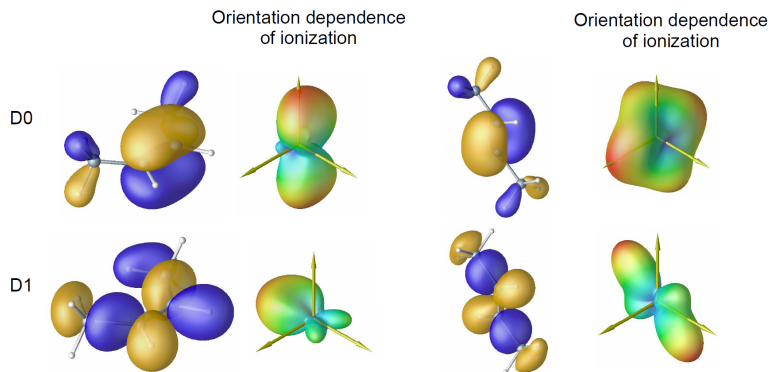 Orientation dependence
of ionization
Orientation dependence
of ionization
D0
D1